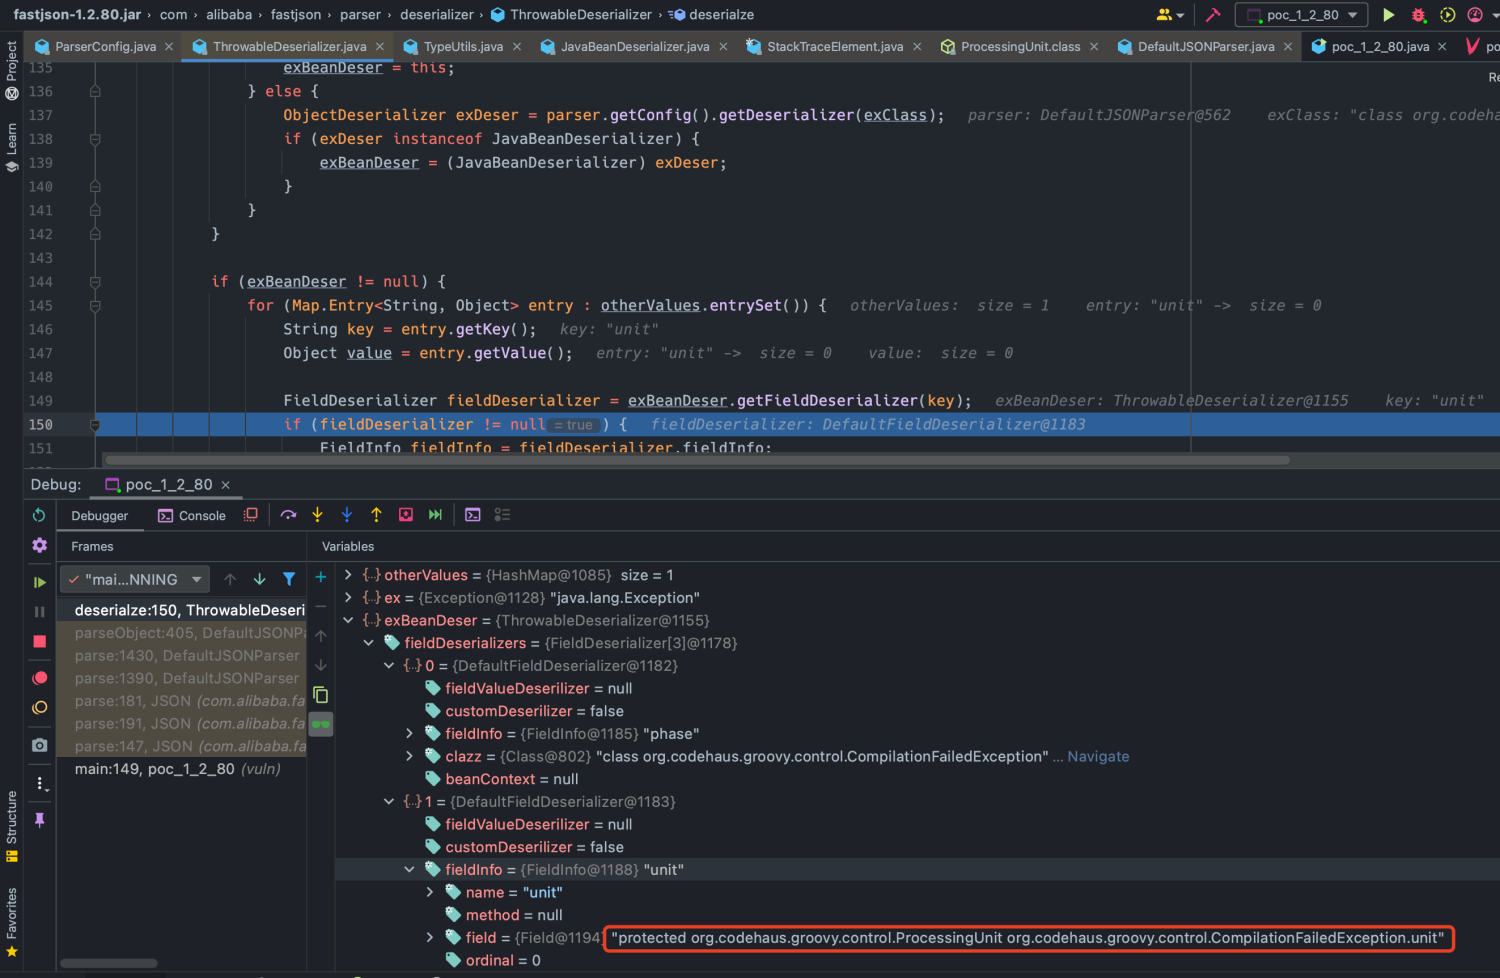 fastjson-1.2.80.jar › com › alibaba › fastjson › parser › deserializer › ThrowableDeserializer › deserialze
poc_1_2_80
ParserConfig.java × ThrowableDeserializer.java × TypeUtils.java × JavaBeanDeserializer.java × StackTraceElement.java × ProcessingUnit.class × DefaultJSONParser.java × poc_1_2_80.java × po
Project
Learn
Structure
Favorites
Re
135 exBeanDeser = this;
136 } else {
137 ObjectDeserializer exDeser = parser.getConfig().getDeserializer(exClass); parser: DefaultJSONParser@562 exClass: "class org.codeha
138 if (exDeser instanceof JavaBeanDeserializer) {
139 exBeanDeser = (JavaBeanDeserializer) exDeser;
140 }
141 }
142 }
143
144 if (exBeanDeser != null) {
145 for (Map.Entry<String, Object> entry : otherValues.entrySet()) { otherValues: size = 1 entry: "unit" -> size = 0
146 String key = entry.getKey(); key: "unit"
147 Object value = entry.getValue(); entry: "unit" -> size = 0 value: size = 0
148
149 FieldDeserializer fieldDeserializer = exBeanDeser.getFieldDeserializer(key); exBeanDeser: ThrowableDeserializer@1155 key: "unit"
150 if (fieldDeserializer != null = true ) { fieldDeserializer: DefaultFieldDeserializer@1183
151 FieldInfo fieldInfo = fieldDeserializer.fieldInfo;
Debug: poc_1_2_80 ×
Debugger Console
Frames
Variables
"mai...NNING
deserialze:150, ThrowableDeseri
parseObject:405, DefaultJSONPa
parse:1430, DefaultJSONParser
parse:1390, DefaultJSONParser
parse:181, JSON (com.alibaba.fa
parse:191, JSON (com.alibaba.fa
parse:147, JSON (com.alibaba.fa
main:149, poc_1_2_80 (vuln)
otherValues = {HashMap@1085} size = 1
ex = {Exception@1128} "java.lang.Exception"
exBeanDeser = {ThrowableDeserializer@1155}
fieldDeserializers = {FieldDeserializer[3]@1178}
0 = {DefaultFieldDeserializer@1182}
fieldValueDeserilizer = null
customDeserilizer = false
fieldInfo = {FieldInfo@1185} "phase"
clazz = {Class@802} "class org.codehaus.groovy.control.CompilationFailedException" ... Navigate
beanContext = null
1 = {DefaultFieldDeserializer@1183}
fieldValueDeserilizer = null
customDeserilizer = false
fieldInfo = {FieldInfo@1188} "unit"
name = "unit"
method = null
field = {Field@1194} "protected org.codehaus.groovy.control.ProcessingUnit org.codehaus.groovy.control.CompilationFailedException.unit"
ordinal = 0